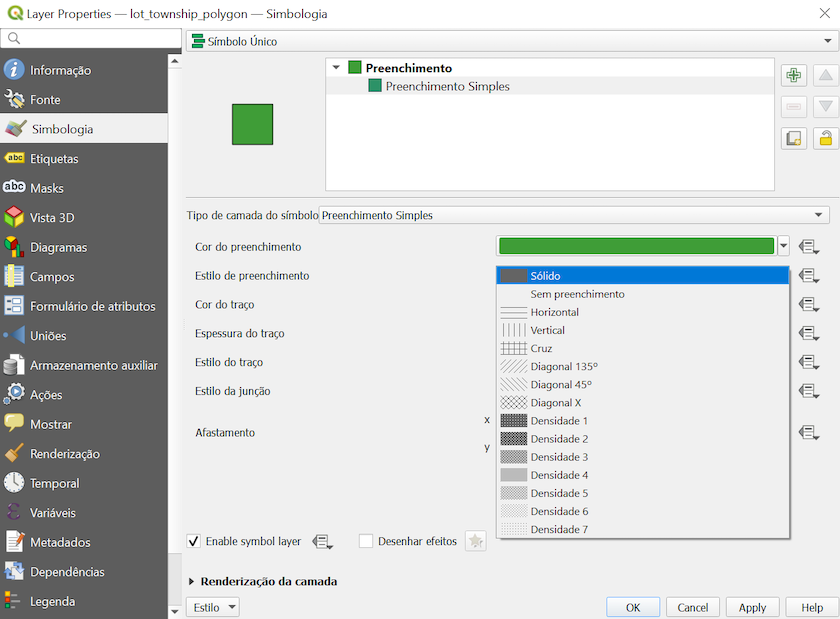 Layer Properties — lot_township_polygon — Simbologia
Informação
Fonte
Simbologia
abc Etiquetas
abc Masks
Vista 3D
Diagramas
Campos
Formulário de atributos
Uniões
Armazenamento auxiliar
Ações
Mostrar
Renderização
Temporal
ε Variáveis
Metadados
Dependências
Legenda
Símbolo Único
Preenchimento
Preenchimento Simples
Tipo de camada do símbolo Preenchimento Simples
Cor do preenchimento
Estilo de preenchimento
Cor do traço
Espessura do traço
Estilo do traço
Estilo da junção
Afastamento
x
y
Sólido
Sem preenchimento
Horizontal
Vertical
Cruz
Diagonal 135º
Diagonal 45º
Diagonal X
Densidade 1
Densidade 2
Densidade 3
Densidade 4
Densidade 5
Densidade 6
Densidade 7
Enable symbol layer
Desenhar efeitos
Renderização da camada
Estilo
OK
Cancel
Apply
Help